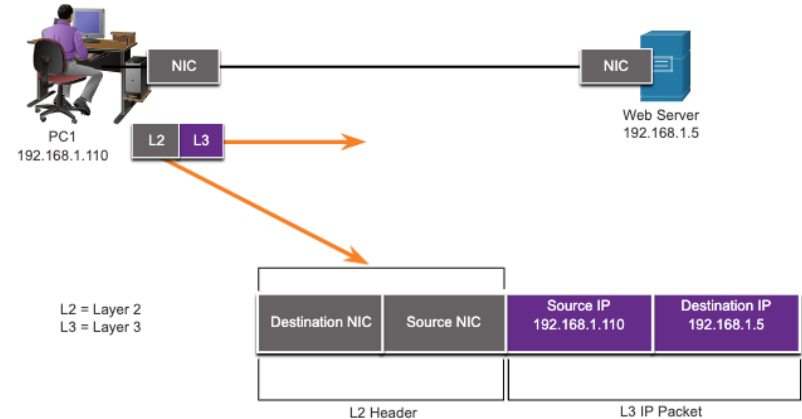 NIC
NIC
PC1
192.168.1.110
L2 L3
Web Server
192.168.1.5
L2 = Layer 2
L3 = Layer 3
Destination NIC
Source NIC
Source IP
192.168.1.110
Destination IP
192.168.1.5
L2 Header
L3 IP Packet